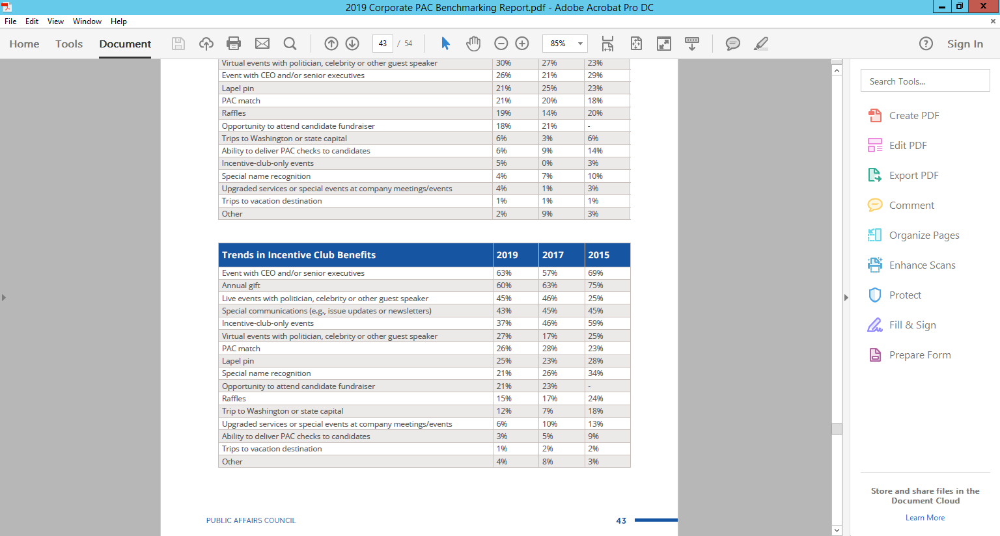 2019 Corporate PAC Benchmarking Report.pdf - Adobe Acrobat Pro DC
File Edit View Window Help
Home Tools Document 43 / 54 85% Sign In
Virtual events with politician, celebrity or other guest speaker 30% 27% 23%
Event with CEO and/or senior executives 26% 21% 29%
Lapel pin 21% 25% 23%
PAC match 21% 20% 18%
Raffles 19% 14% 20%
Opportunity to attend candidate fundraiser 18% 21% -
Trips to Washington or state capital 6% 3% 6%
Ability to deliver PAC checks to candidates 6% 9% 14%
Incentive-club-only events 5% 0% 3%
Special name recognition 4% 7% 10%
Upgraded services or special events at company meetings/events 4% 1% 3%
Trips to vacation destination 1% 1% 1%
Other 2% 9% 3%
Trends in Incentive Club Benefits 2019 2017 2015
Event with CEO and/or senior executives 63% 57% 69%
Annual gift 60% 63% 75%
Live events with politician, celebrity or other guest speaker 45% 46% 25%
Special communications (e.g., issue updates or newsletters) 43% 45% 45%
Incentive-club-only events 37% 46% 59%
Virtual events with politician, celebrity or other guest speaker 27% 17% 25%
PAC match 26% 28% 23%
Lapel pin 25% 23% 28%
Special name recognition 21% 26% 34%
Opportunity to attend candidate fundraiser 21% 23% -
Raffles 15% 17% 24%
Trip to Washington or state capital 12% 7% 18%
Upgraded services or special events at company meetings/events 6% 10% 13%
Ability to deliver PAC checks to candidates 3% 5% 9%
Trips to vacation destination 1% 2% 2%
Other 4% 8% 3%
PUBLIC AFFAIRS COUNCIL 43
Search Tools...
Create PDF
Edit PDF
Export PDF
Comment
Organize Pages
Enhance Scans
Protect
Fill & Sign
Prepare Form
Store and share files in the
Document Cloud
Learn More